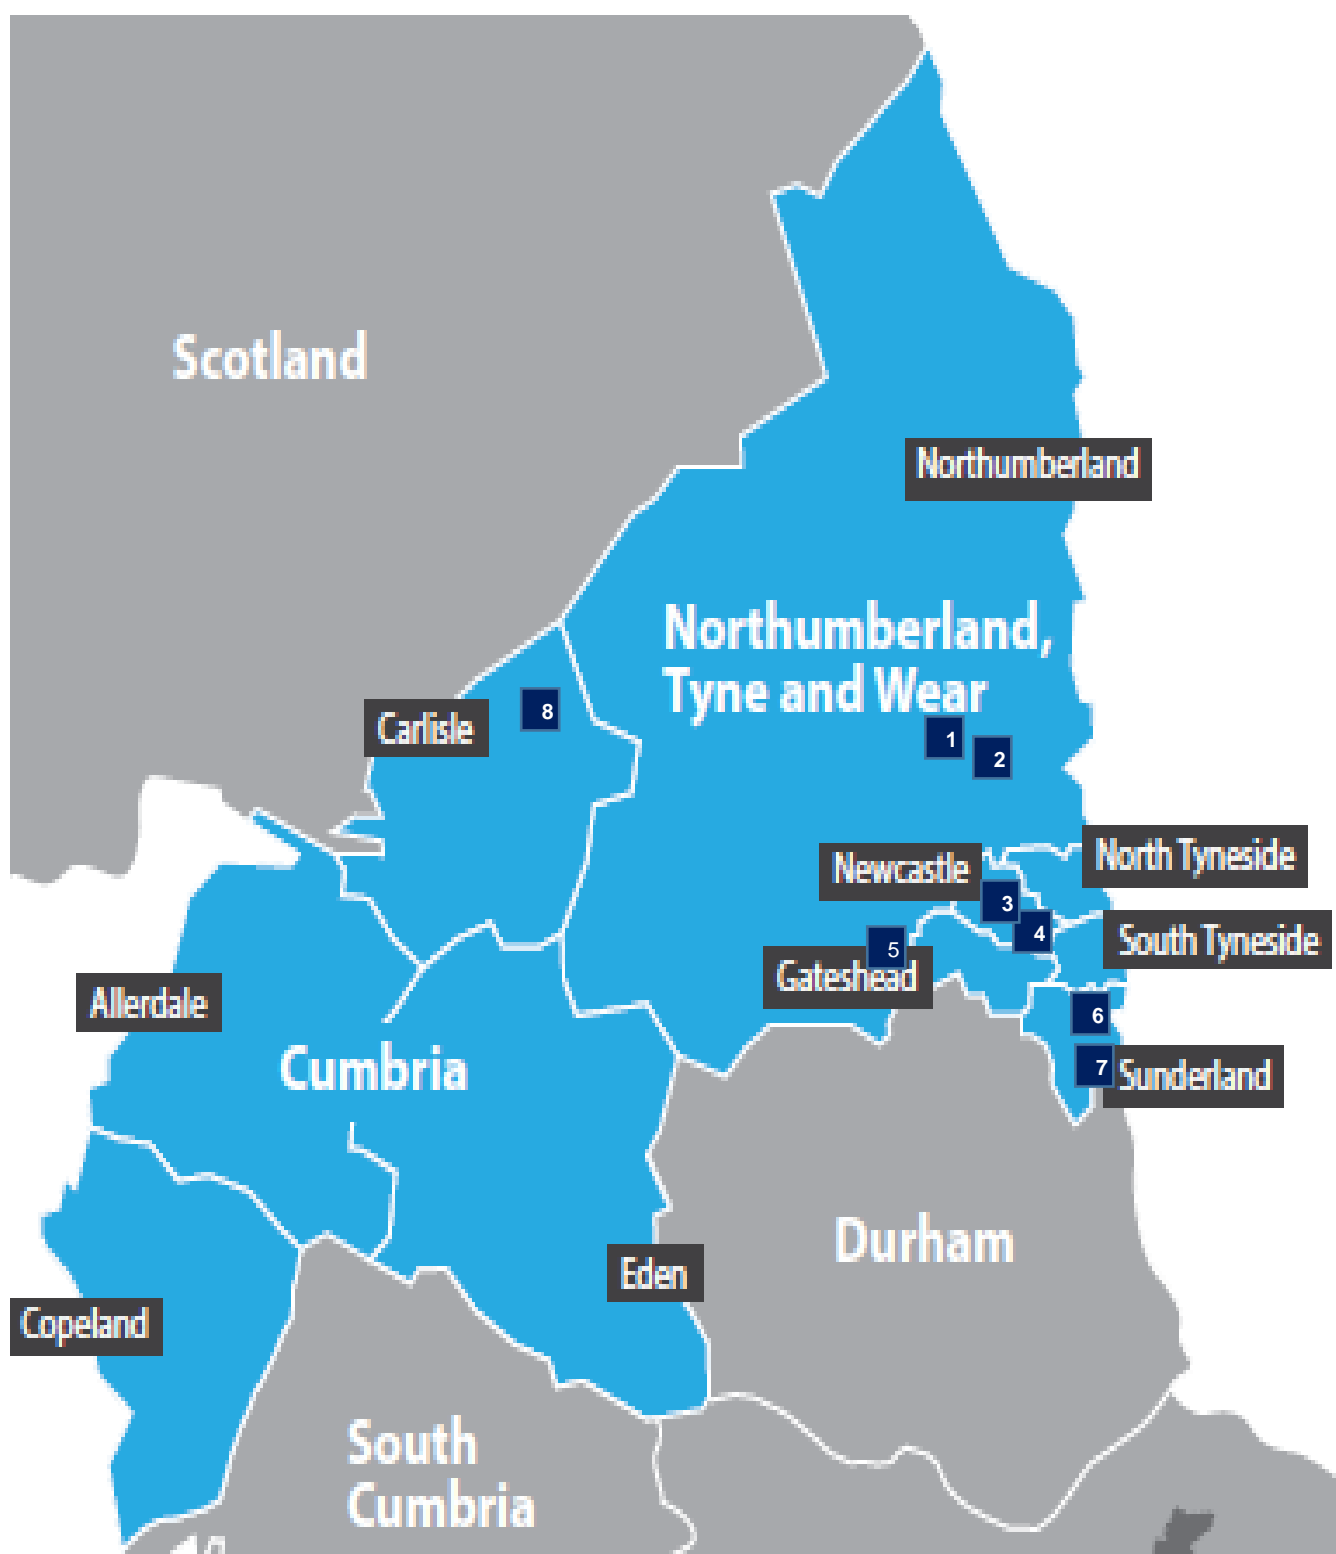 Scotland
Northumberland
Northumberland,
Tyne and Wear
Carlisle
8
1
2
North Tyneside
Newcastle
3
4
South Tyneside
5
Gateshead
Allerdale
6
Cumbria
7
Sunderland
Durham
Eden
Copeland
South
Cumbria